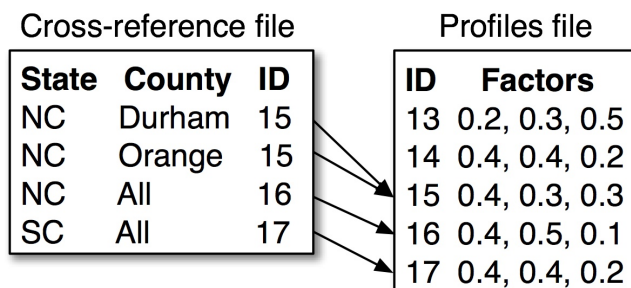 Cross-reference file
State County ID
NC Durham 15
NC Orange 15
NC All 16
SC All 17
Profiles file
ID Factors
13 0.2, 0.3, 0.5
14 0.4, 0.4, 0.2
15 0.4, 0.3, 0.3
16 0.4, 0.5, 0.1
17 0.4, 0.4, 0.2